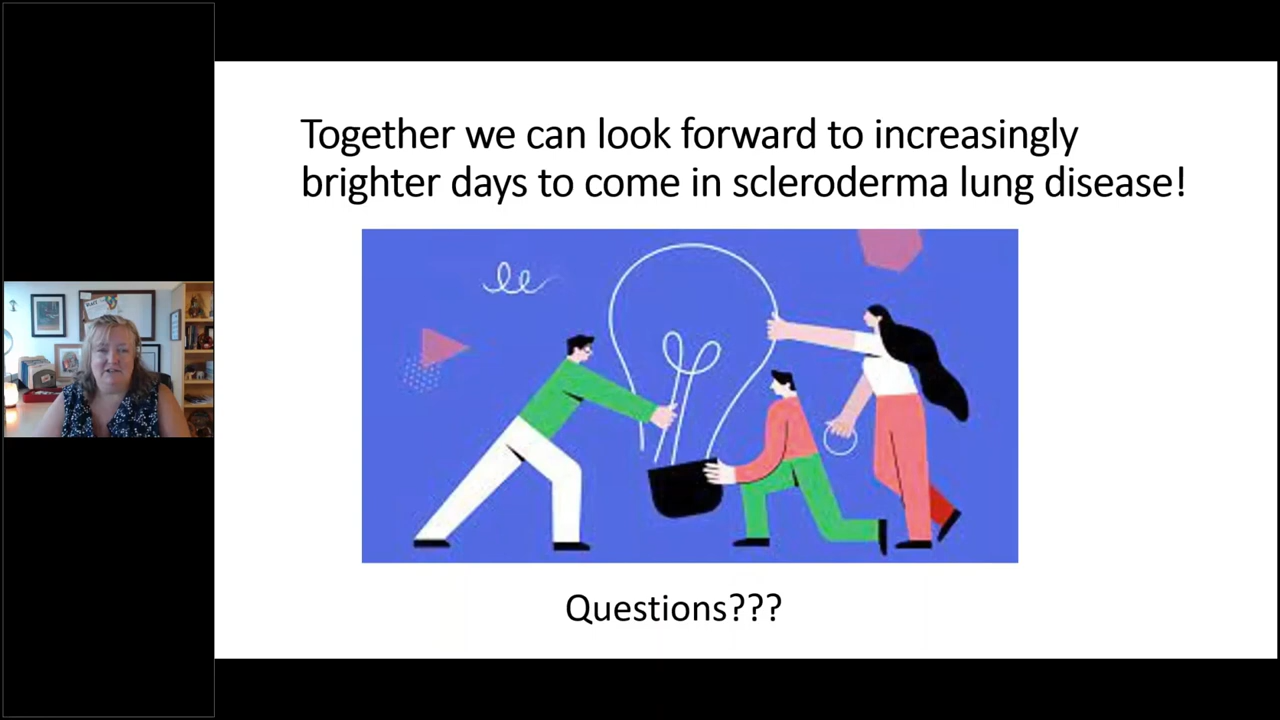 Together we can look forward to increasingly
brighter days to come in scleroderma lung disease!
Questions???